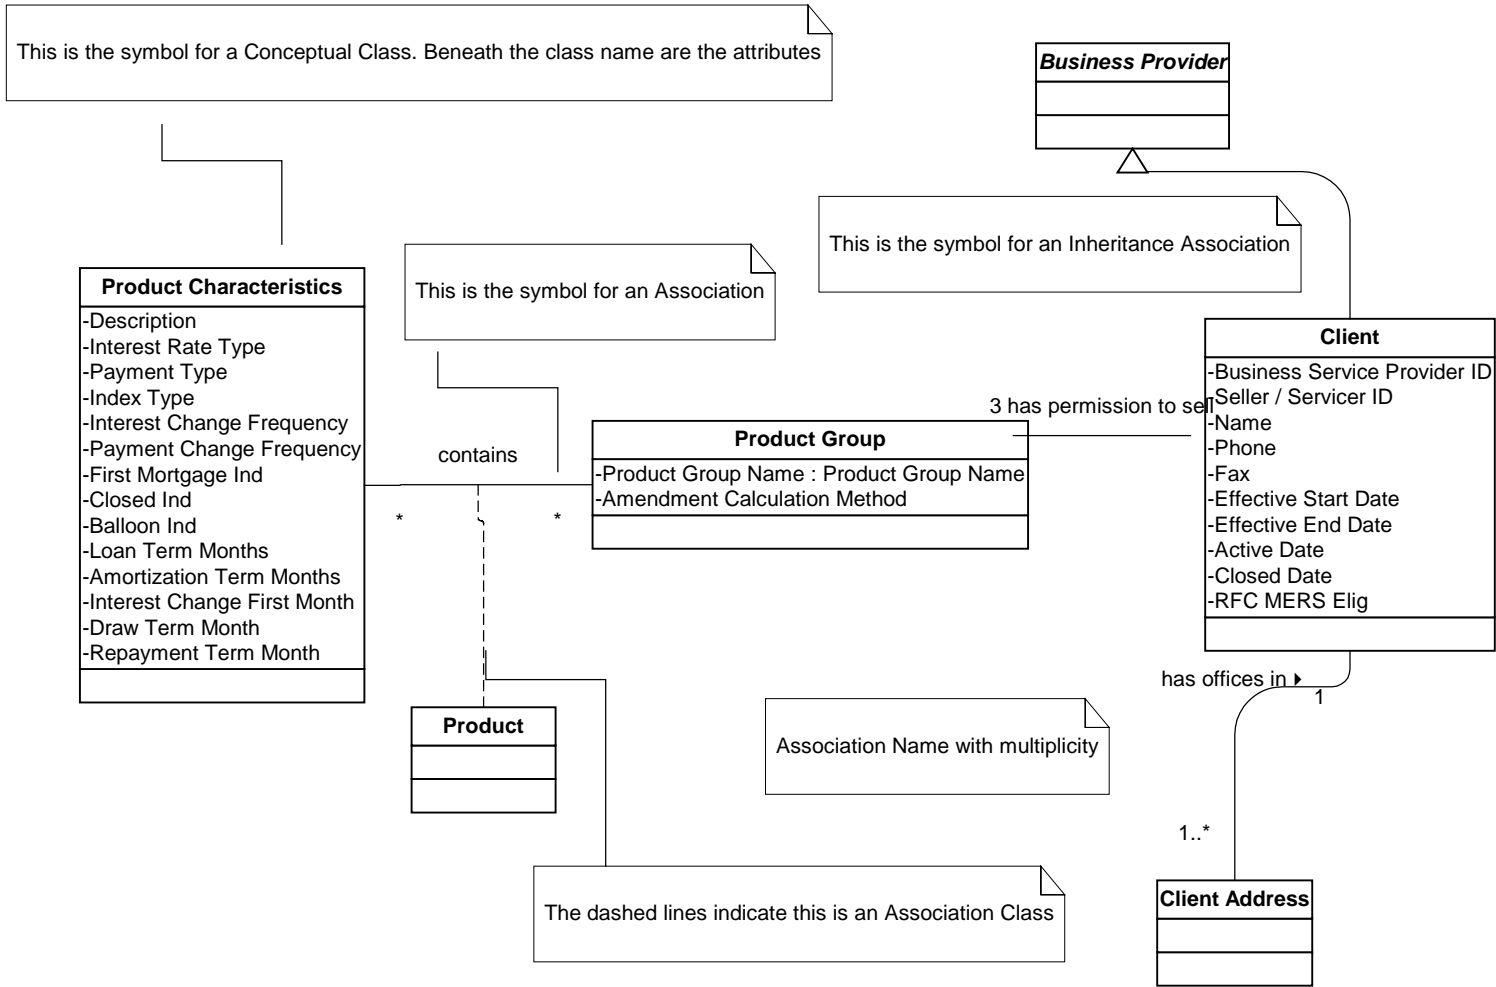 This is the symbol for a Conceptual Class. Beneath the class name are the attributes
Business Provider
This is the symbol for an Inheritance Association
This is the symbol for an Association
Product Characteristics
-Description
-Interest Rate Type
-Payment Type
-Index Type
-Interest Change Frequency
-Payment Change Frequency
-First Mortgage Ind
-Closed Ind
-Balloon Ind
-Loan Term Months
-Amortization Term Months
-Interest Change First Month
-Draw Term Month
-Repayment Term Month
contains
*
*
Product Group
-Product Group Name : Product Group Name
-Amendment Calculation Method
3 has permission to sell
Client
-Business Service Provider ID
-Seller / Servicer ID
-Name
-Phone
-Fax
-Effective Start Date
-Effective End Date
-Active Date
-Closed Date
-RFC MERS Elig
has offices in
1
Product
Association Name with multiplicity
1..*
The dashed lines indicate this is an Association Class
Client Address